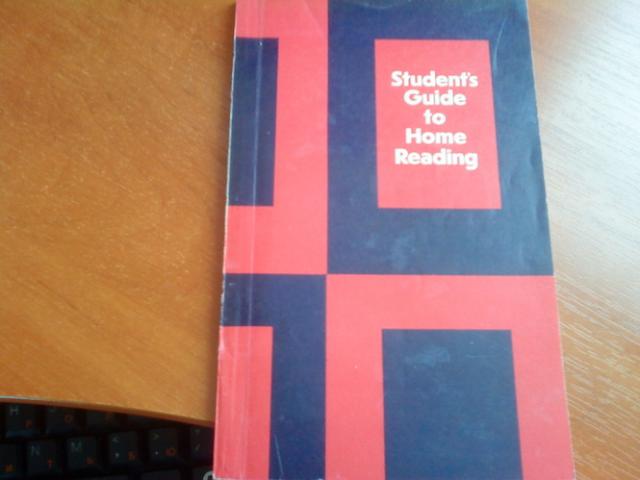 Student's
Guide
to
Home
Reading
H P O
N M < >
И Т Ь Б Ю